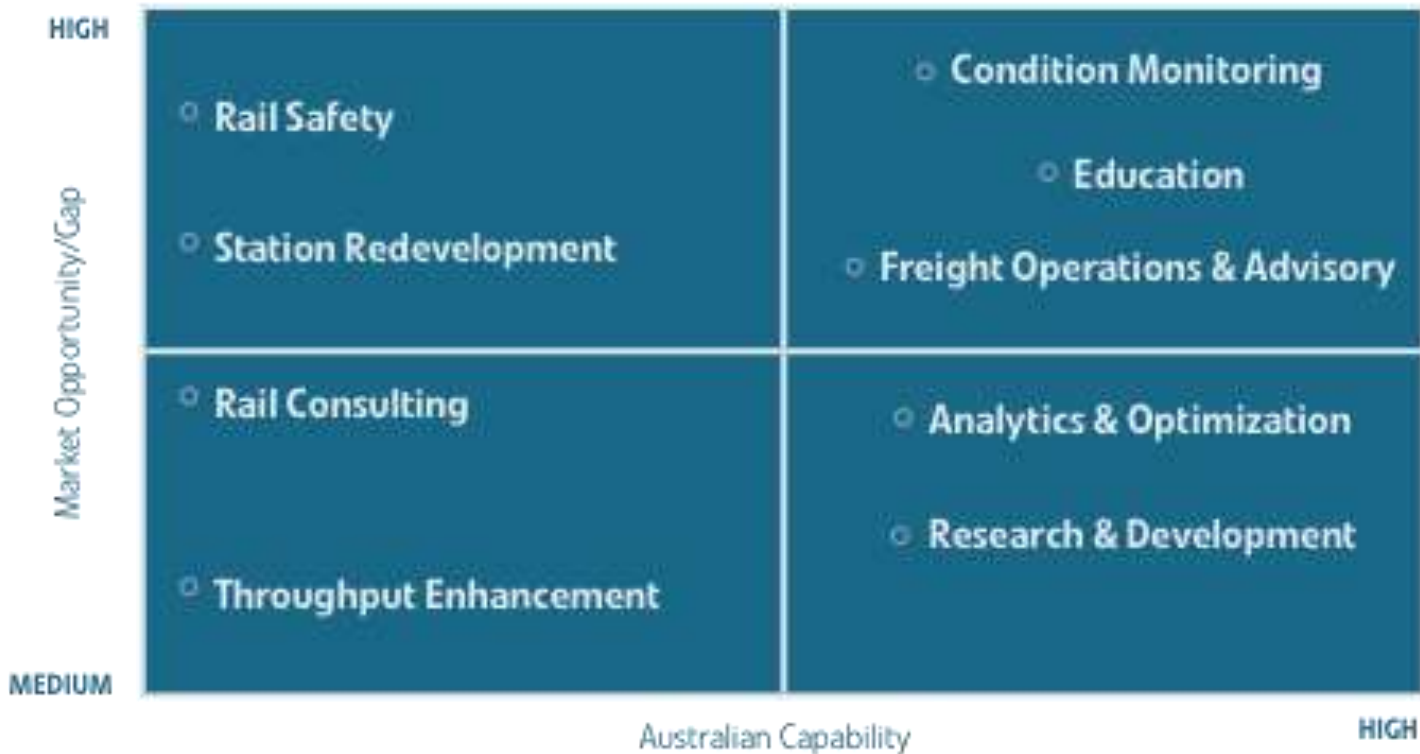 HIGH
Condition Monitoring
Rail Safety
Education
Station Redevelopment
Freight Operations & Advisory
Market Opportunity/Gap
Rail Consulting
Analytics & Optimization
Research & Development
Throughput Enhancement
MEDIUM
Australian Capability
HIGH